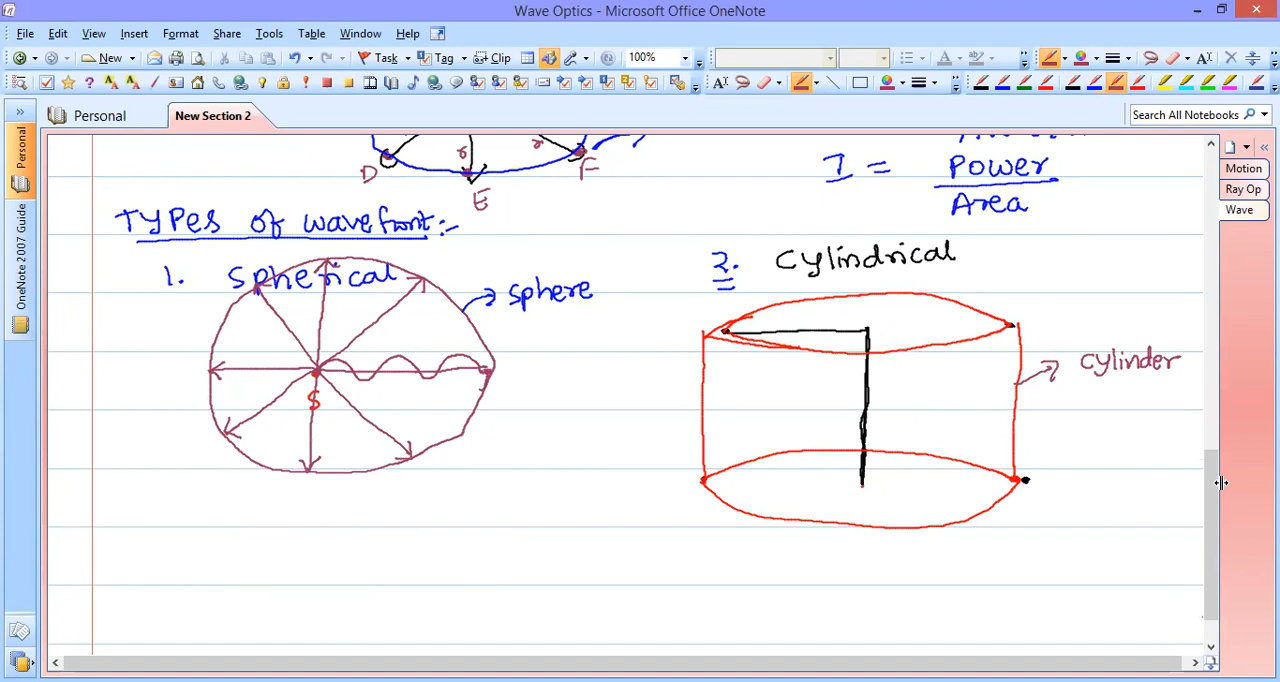 Wave Optics - Microsoft Office OneNote
File Edit View Insert Format Share Tools Table Window Help
New Task Tag Clip 100%
Personal New Section 2 Search All Notebooks
Personal
OneNote 2007 Guide
Motion
Ray Op
Wave
D E F
r
I = Power
Area
TYPES of wavefront:-
1. Spherical
sphere
S
2. Cylindrical
cylinder